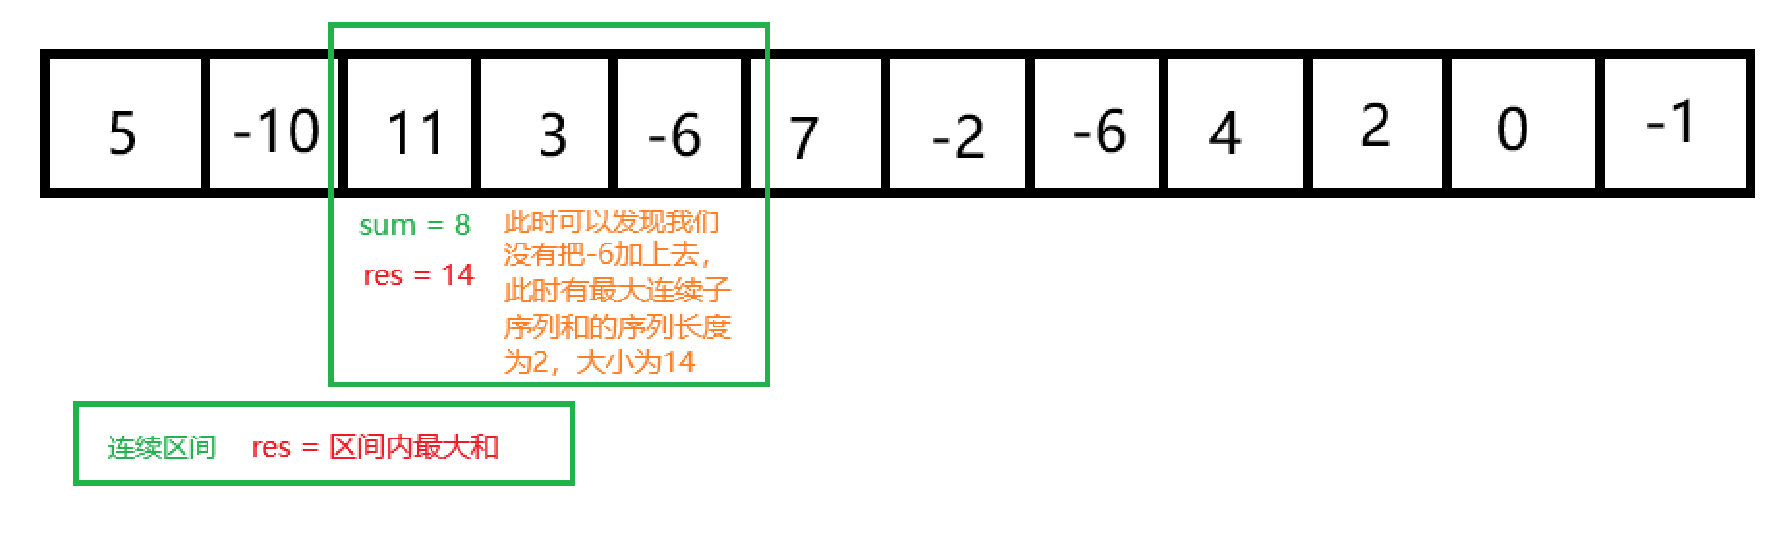 5 -10 11 3 -6 7 -2 -6 4 2 0 -1
sum = 8
res = 14
此时可以发现我们
没有把-6加上去，
此时有最大连续子
序列和的序列长度
为2，大小为14
连续区间 res = 区间内最大和